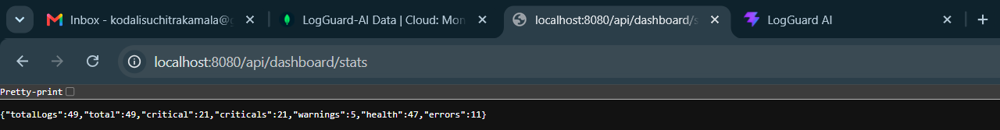 Inbox - kodalisuchitrakamala@g
LogGuard-AI Data | Cloud: Mon
localhost:8080/api/dashboard/s
LogGuard AI
localhost:8080/api/dashboard/stats
Pretty-print
{"totalLogs":49,"total":49,"critical":21,"criticals":21,"warnings":5,"health":47,"errors":11}